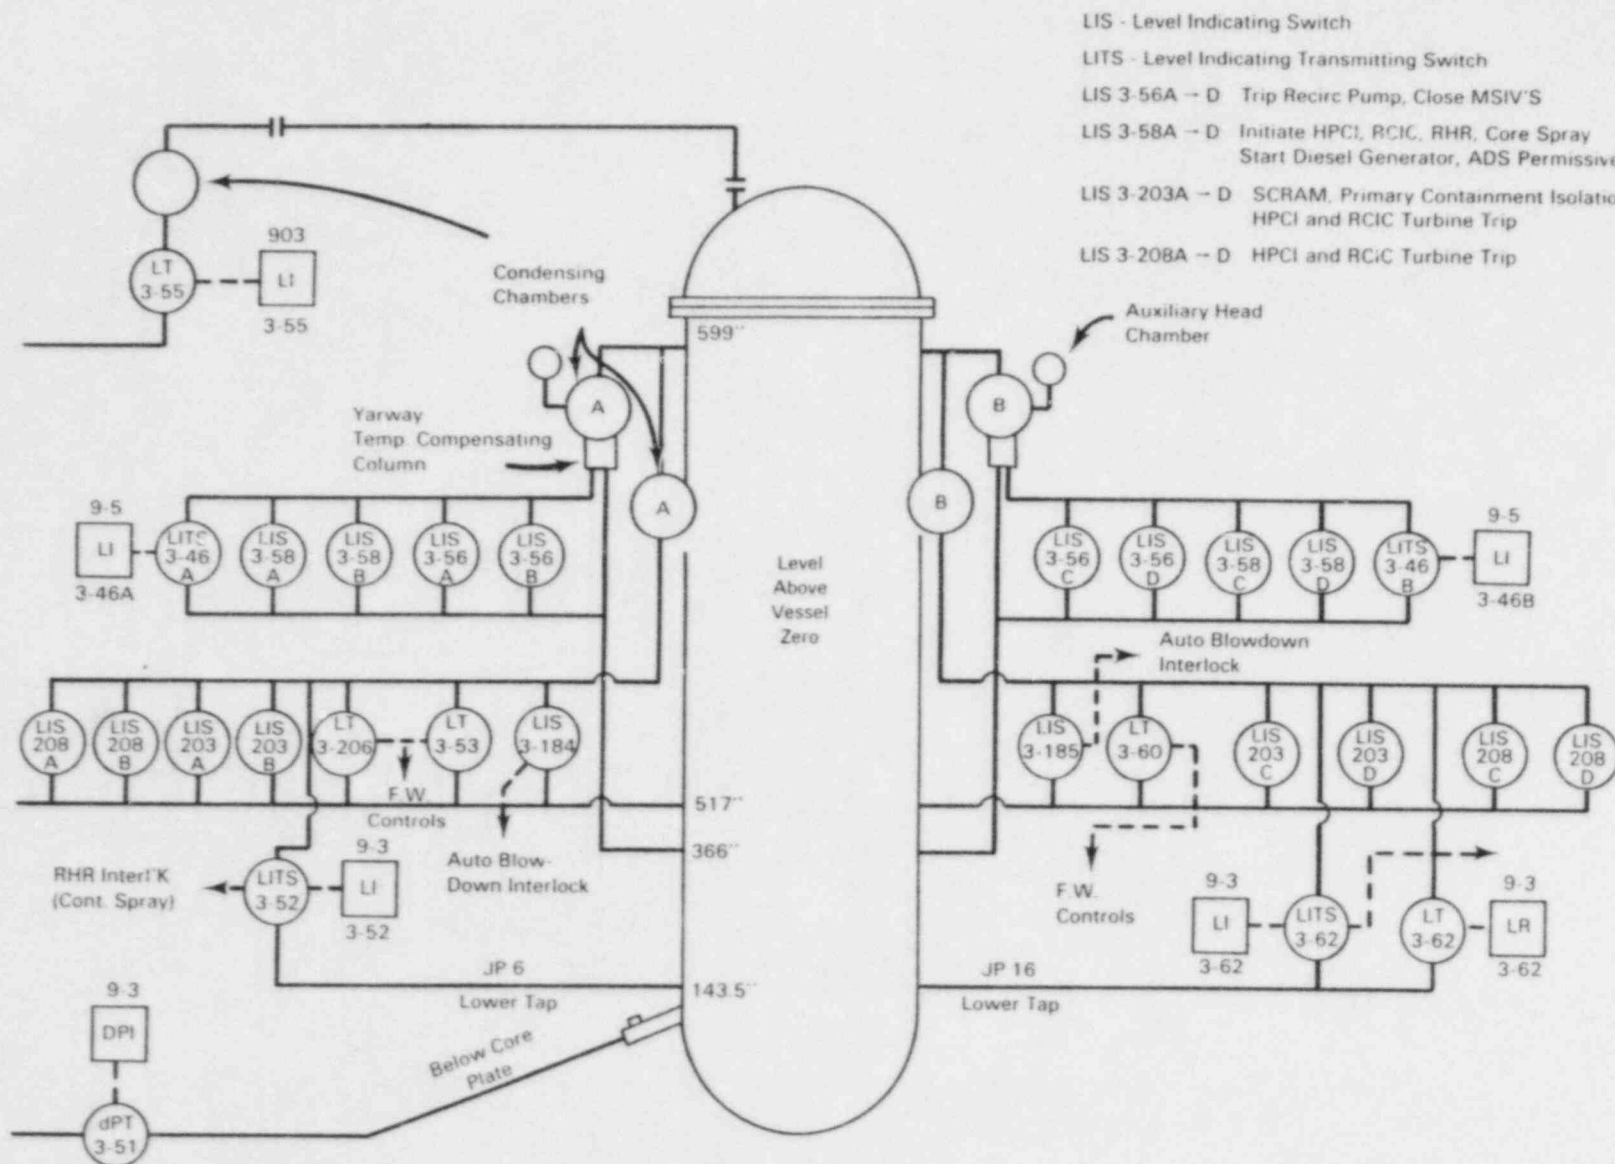 LIS - Level Indicating Switch
LITS - Level Indicating Transmitting Switch
LIS 3-56A → D Trip Recirc Pump, Close MSIV'S
LIS 3-58A → D Initiate HPCI, RCIC, RHR, Core Spray
Start Diesel Generator, ADS Permissive
LIS 3-203A → D SCRAM, Primary Containment Isolatio
HPCI and RCIC Turbine Trip
LIS 3-208A → D HPCI and RCIC Turbine Trip
903
LT
3-55
LI
3-55
Condensing
Chambers
Auxiliary Head
Chamber
599"
A
B
Yarway
Temp. Compensating
Column
A
B
9-5
LI
3-46A
LITS
3-46
A
LIS
3-58
A
LIS
3-58
B
LIS
3-56
A
LIS
3-56
B
Level
Above
Vessel
Zero
LIS
3-56
C
LIS
3-56
D
LIS
3-58
C
LIS
3-58
D
LITS
3-46
B
9-5
LI
3-46B
Auto Blowdown
Interlock
LIS
208
A
LIS
208
B
LIS
203
A
LIS
203
B
LT
3-206
LT
3-53
LIS
3-184
LIS
3-185
LT
3-60
LIS
203
C
LIS
203
D
LIS
208
C
LIS
208
D
F.W.
Controls
517"
366"
Auto Blow-
Down Interlock
RHR Interl'K
(Cont. Spray)
LITS
3-52
9-3
LI
3-52
F.W.
Controls
9-3
LI
3-62
LITS
3-62
LT
3-62
9-3
LR
3-62
JP 6
Lower Tap
143.5"
JP 16
Lower Tap
9-3
DPI
dPT
3-51
Below Core
Plate